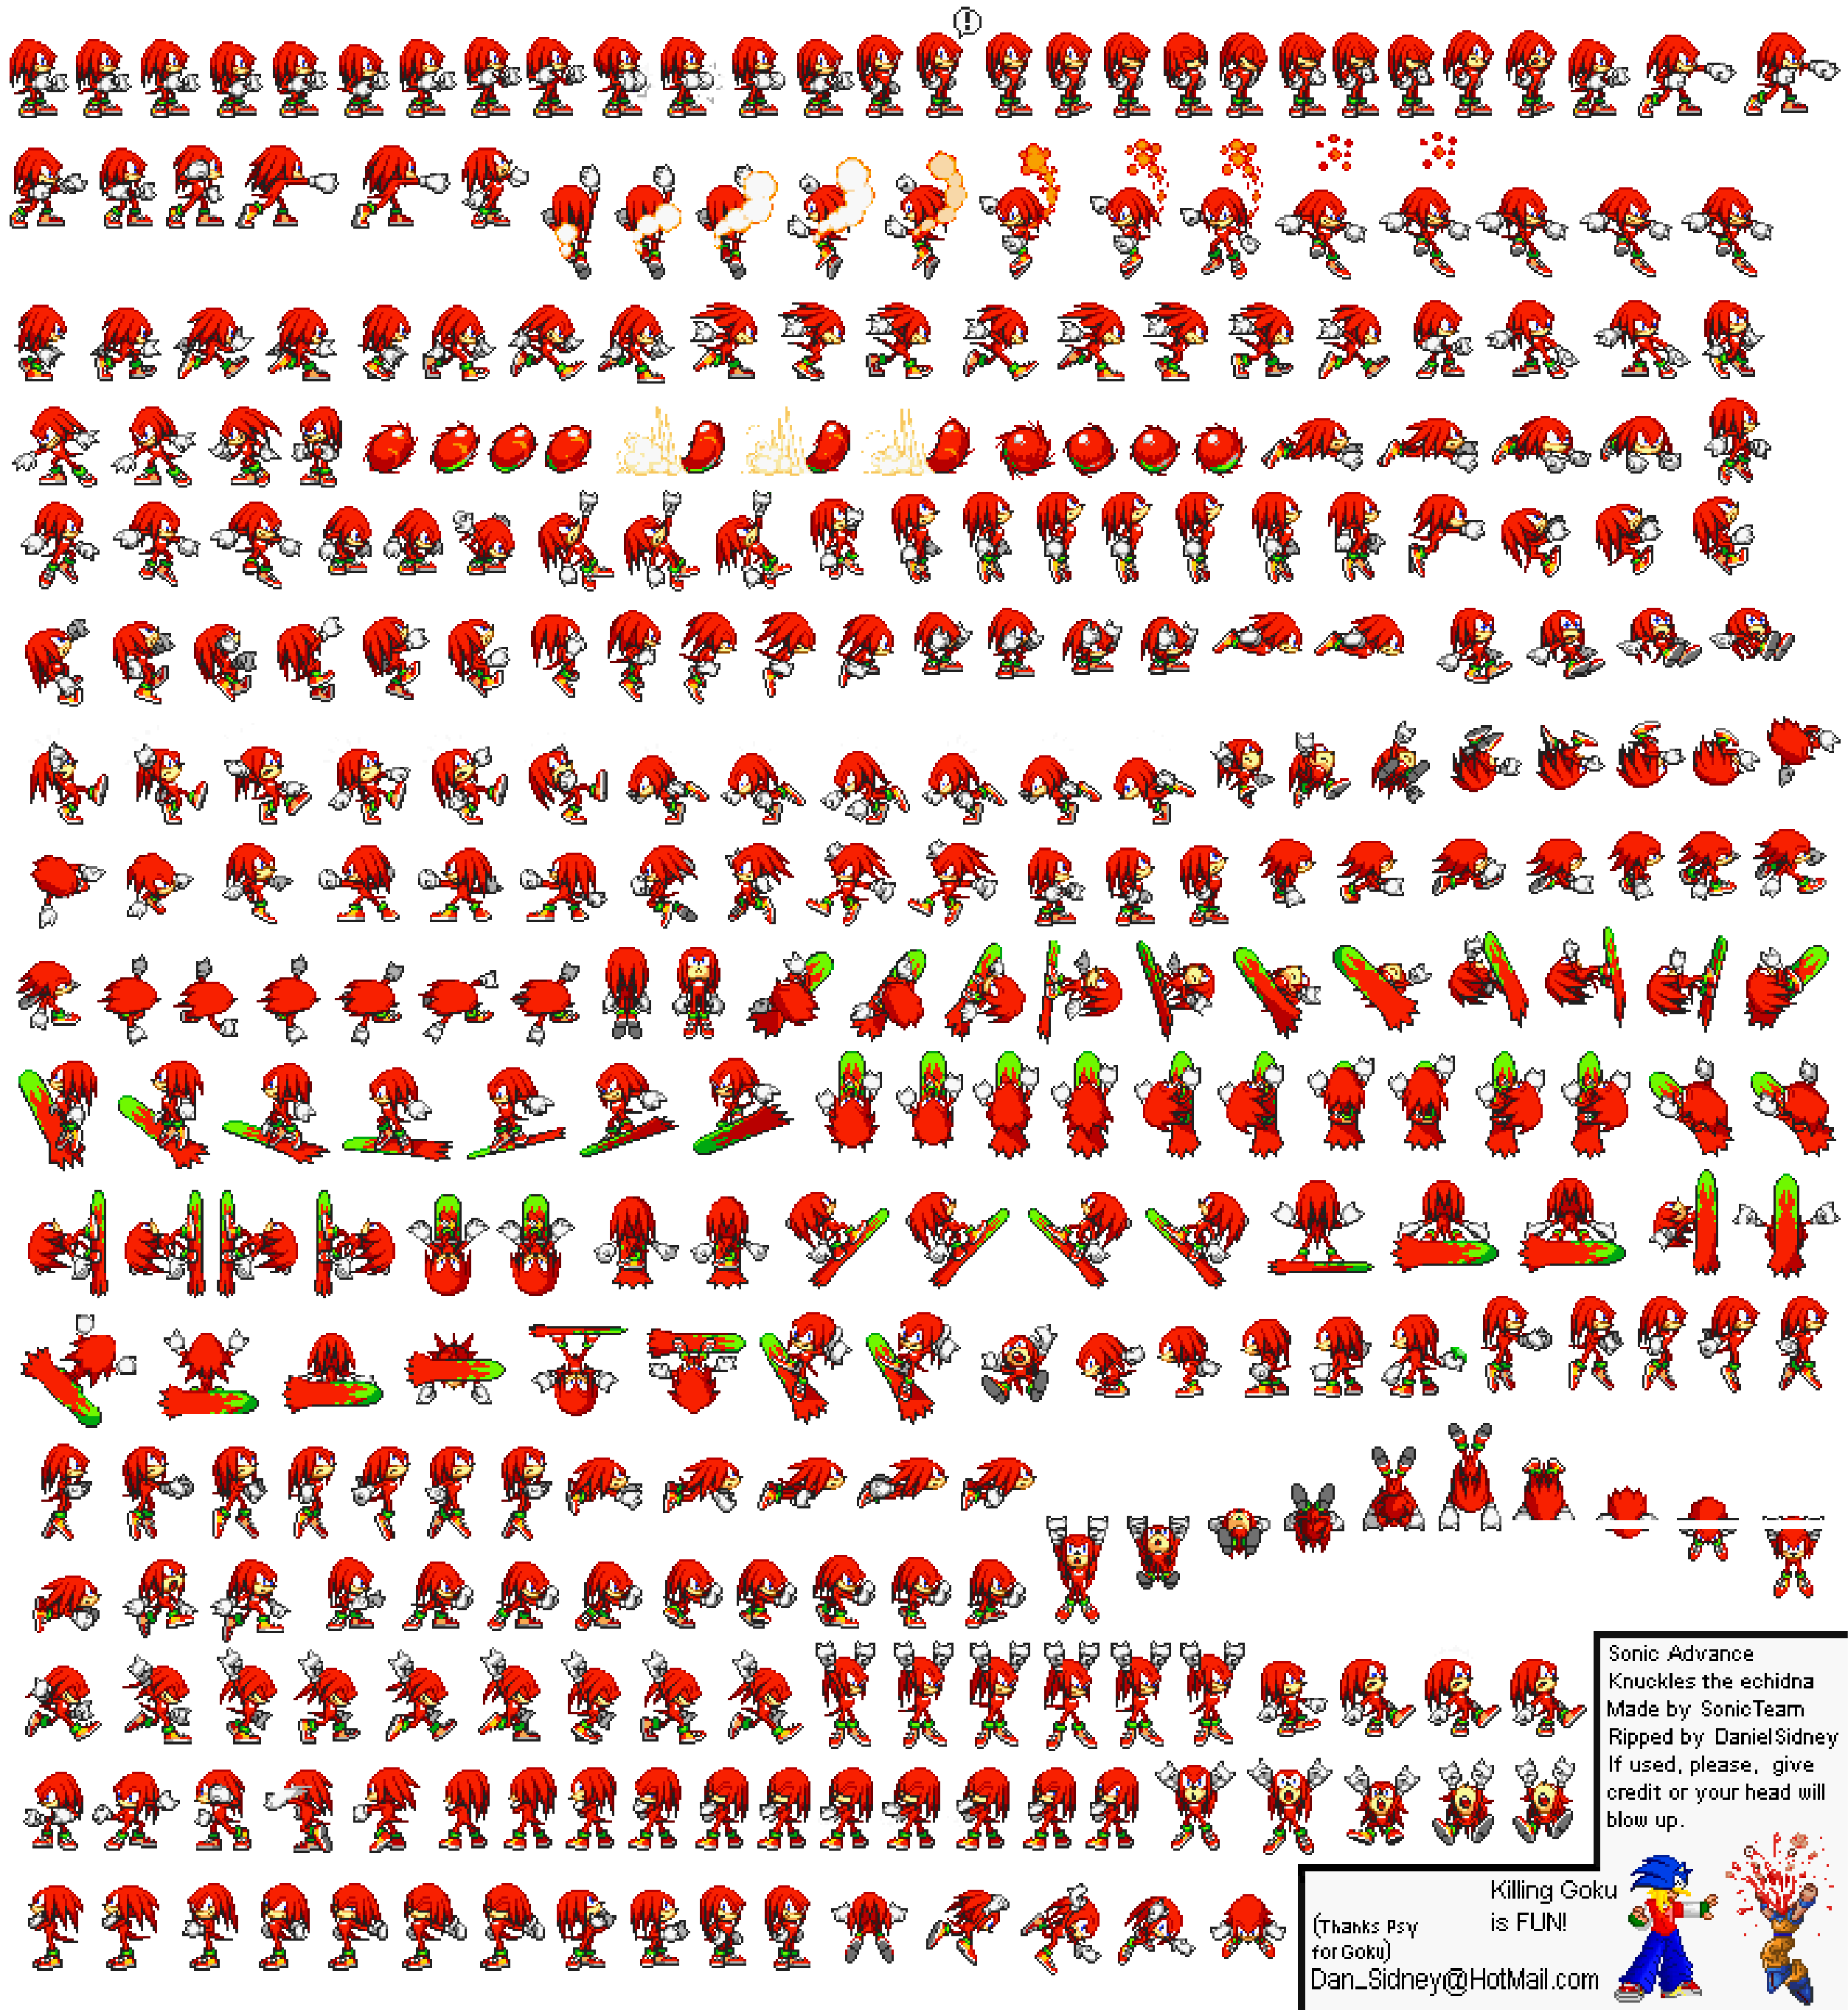 !
Sonic Advance
Knuckles the echidna
Made by SonicTeam
Ripped by DanielSidney
If used, please, give
credit or your head will
blow up.
Killing Goku
is FUN!
(Thanks Psy
for Goku)
Dan_Sidney@HotMail.com